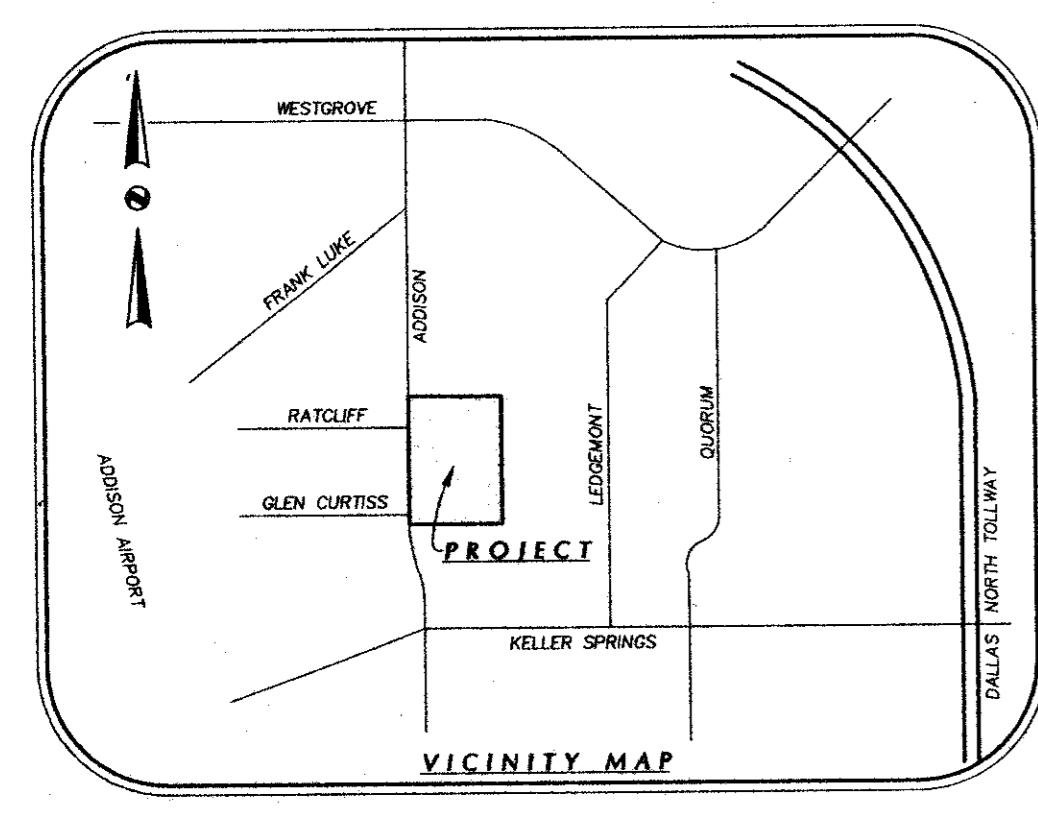 WESTGROVE
FRANK LUKE
ADDISON
RATCLIFF
LEDGEMONT
QUORUM
ADDISON AIRPORT
GLEN CURTISS
PROJECT
DALLAS NORTH TOLLWAY
KELLER SPRINGS
VICINITY MAP